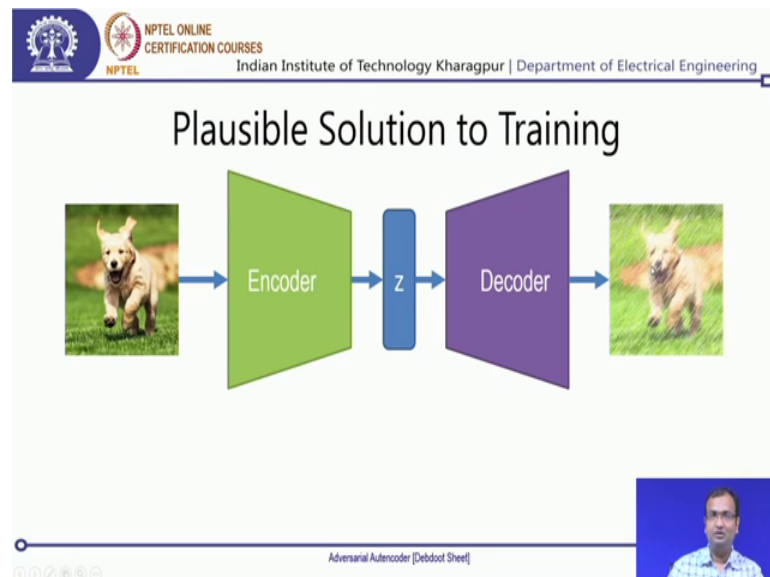 NPTEL ONLINE
CERTIFICATION COURSES
NPTEL
Indian Institute of Technology Kharagpur | Department of Electrical Engineering
Plausible Solution to Training
Encoder
z
Decoder
Adversarial Autencoder [Debdoot Sheet]